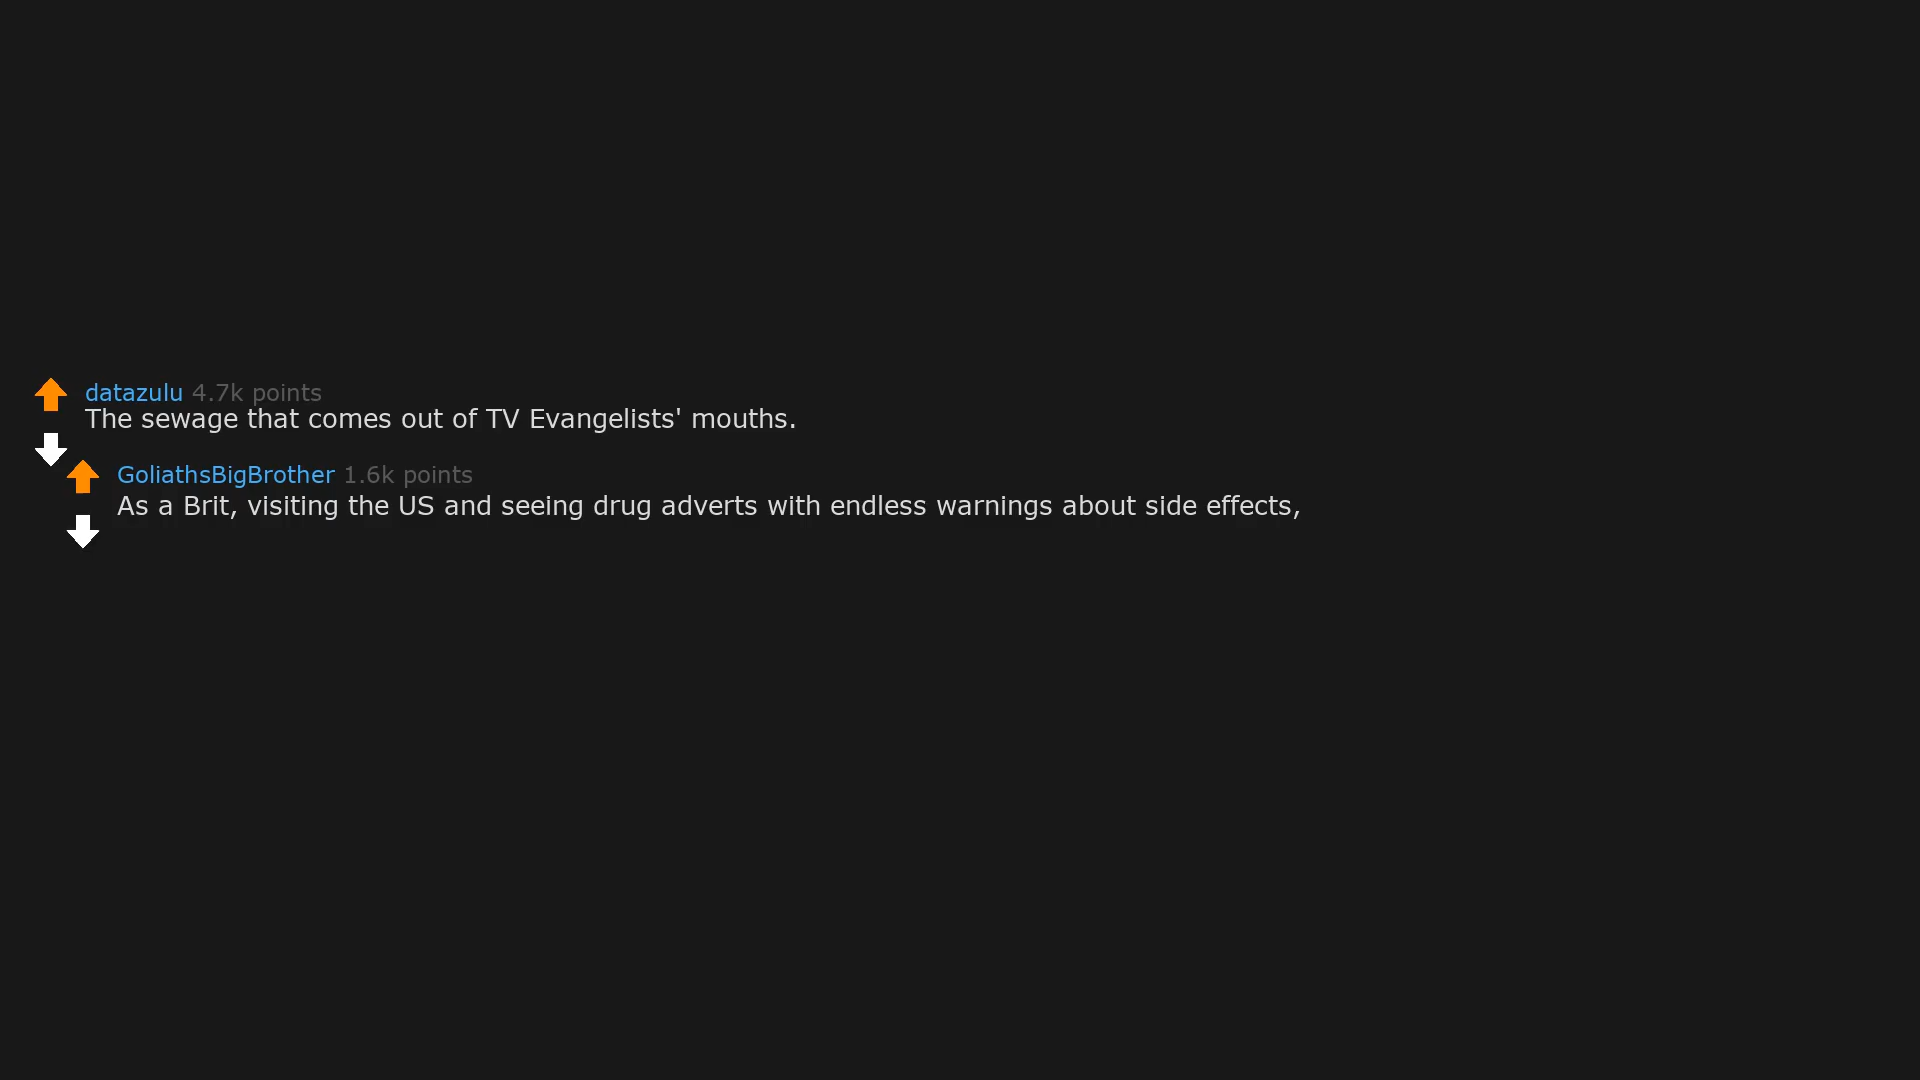 datazulu 4.7k points
The sewage that comes out of TV Evangelists' mouths.
GoliathsBigBrother 1.6k points
As a Brit, visiting the US and seeing drug adverts with endless warnings about side effects,